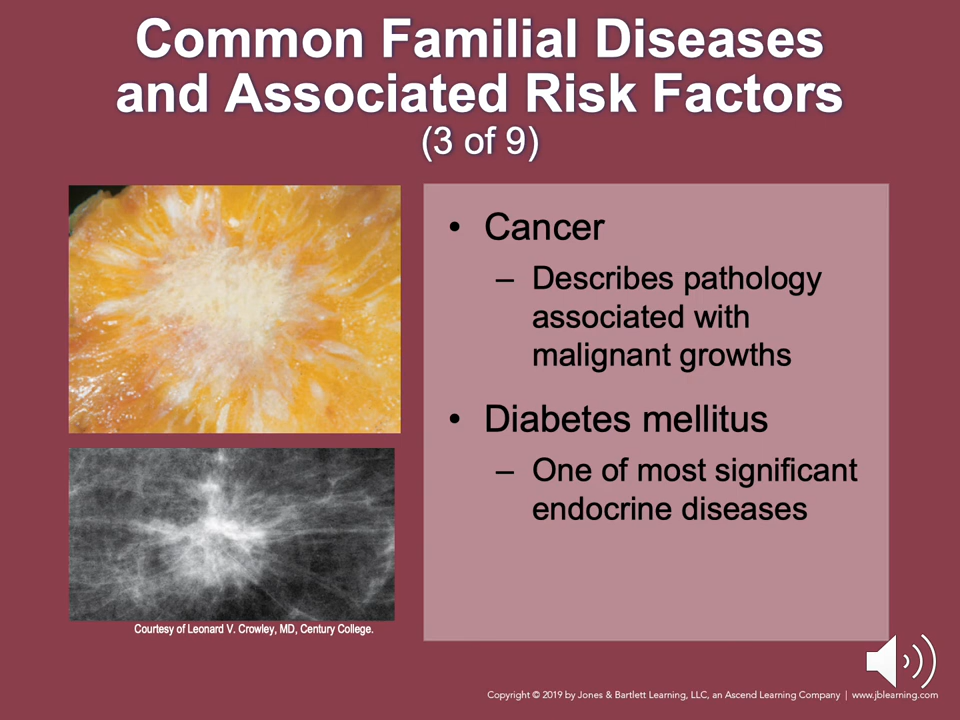 Common Familial Diseases
and Associated Risk Factors
(3 of 9)
• Cancer
– Describes pathology
associated with
malignant growths
• Diabetes mellitus
– One of most significant
endocrine diseases
Courtesy of Leonard V. Crowley, MD, Century College.
Copyright © 2019 by Jones & Bartlett Learning, LLC, an Ascend Learning Company | www.jblearning.com